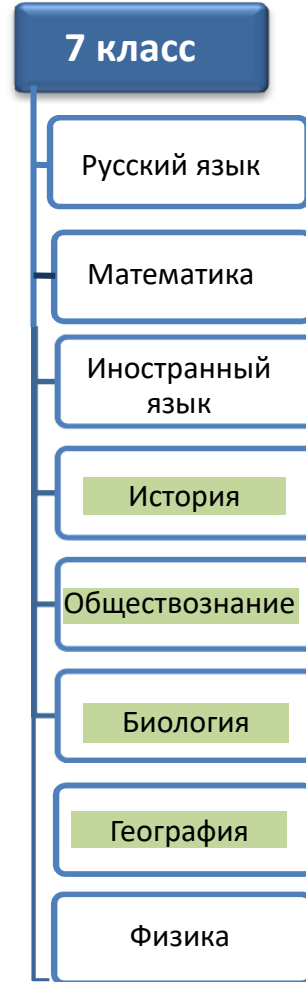 7 класс
Русский язык
Математика
Иностранный
язык
История
Обществознание
Биология
География
Физика